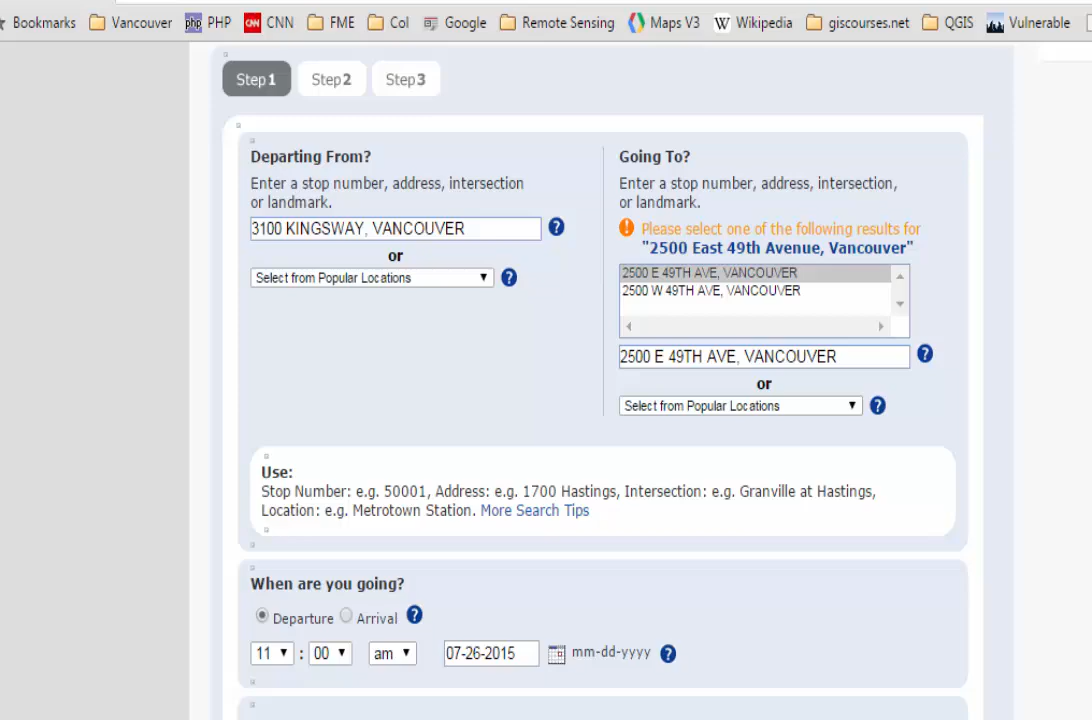 Bookmarks Vancouver PHP CNN FME Col Google Remote Sensing Maps V3 Wikipedia giscourses.net QGIS Vulnerable
Step1 Step2 Step3
Departing From?
Enter a stop number, address, intersection
or landmark.
3100 KINGSWAY, VANCOUVER
or
Select from Popular Locations
Going To?
Enter a stop number, address, intersection,
or landmark.
Please select one of the following results for
"2500 East 49th Avenue, Vancouver"
2500 E 49TH AVE, VANCOUVER
2500 W 49TH AVE, VANCOUVER
2500 E 49TH AVE, VANCOUVER
or
Select from Popular Locations
Use:
Stop Number: e.g. 50001, Address: e.g. 1700 Hastings, Intersection: e.g. Granville at Hastings,
Location: e.g. Metrotown Station. More Search Tips
When are you going?
Departure Arrival
11 : 00 am 07-26-2015 mm-dd-yyyy